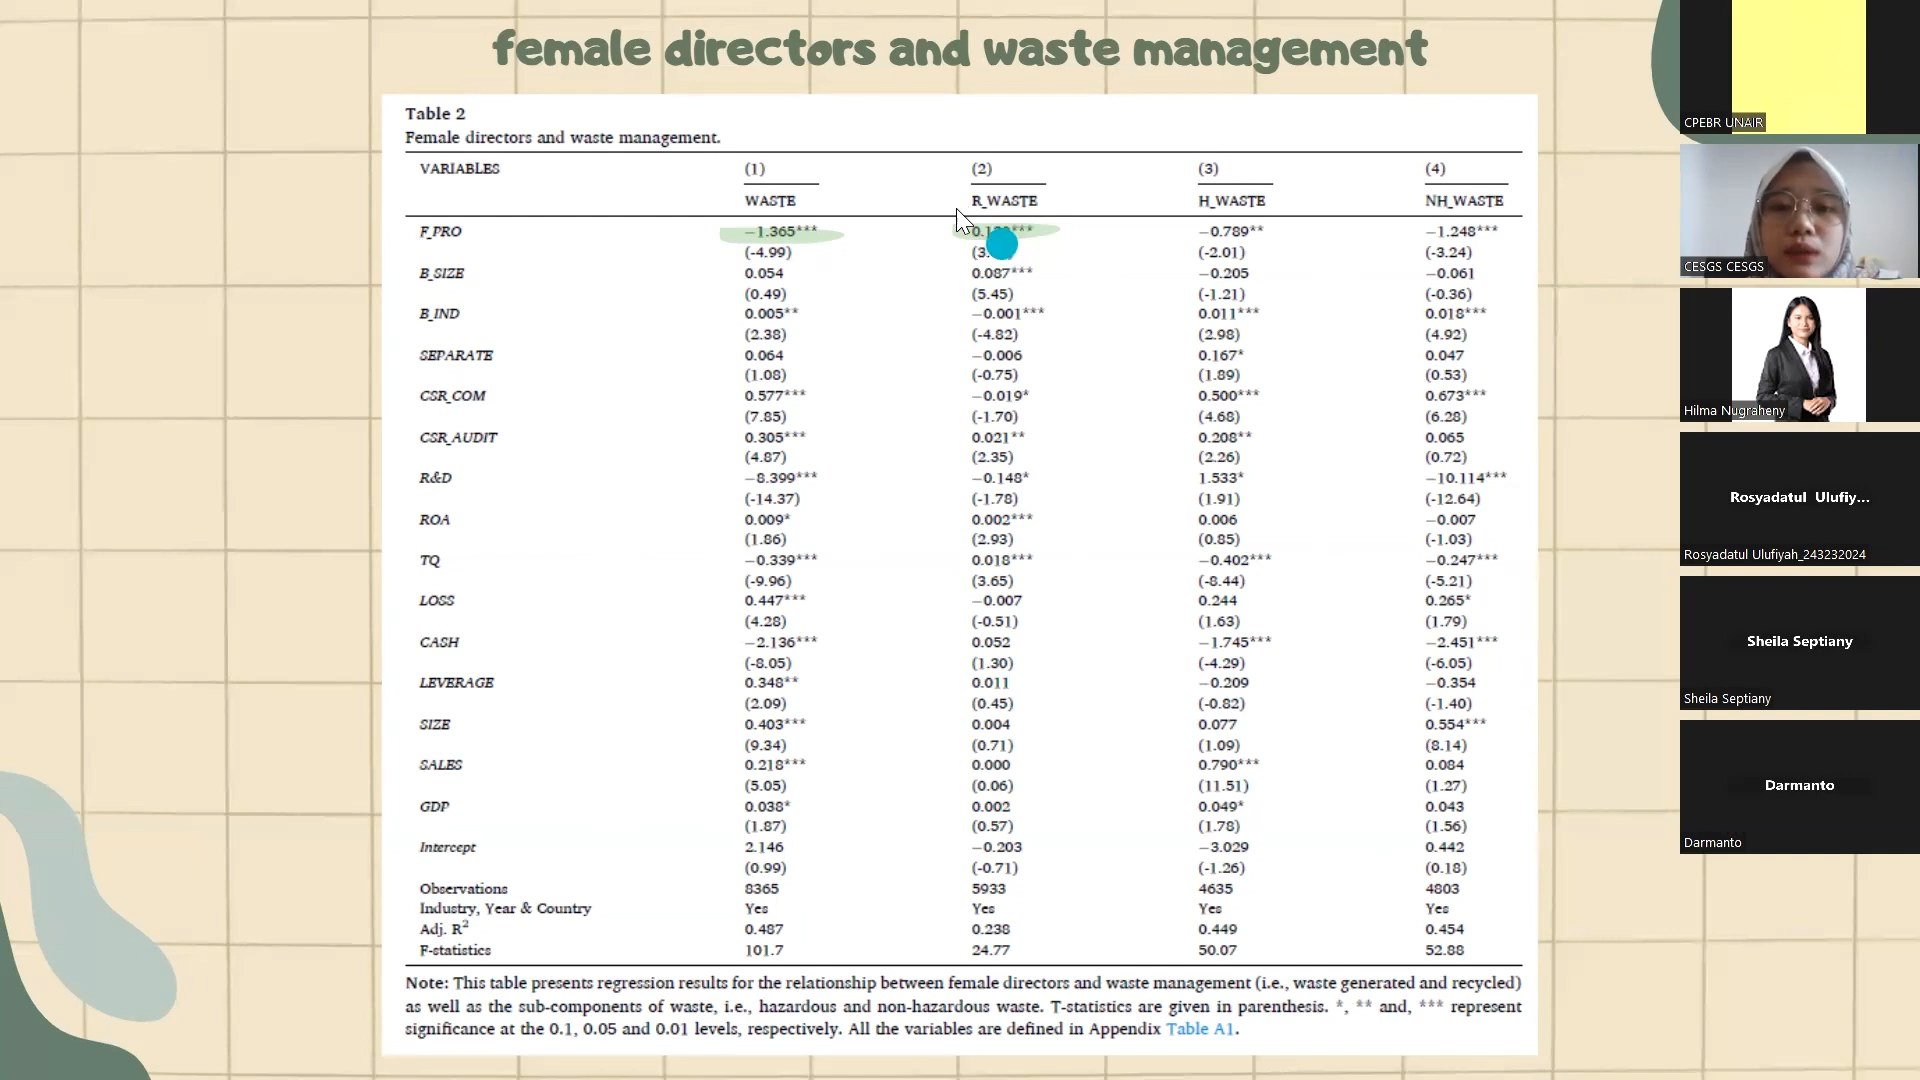 female directors and waste management
Table 2
Female directors and waste management.
VARIABLES (1) (2) (3) (4)
WASTE R_WASTE H_WASTE NH_WASTE
F_PRO −1.365*** −0.789** −1.248***
(-4.99) (-2.01) (-3.24)
B_SIZE 0.054 0.087*** −0.205 −0.061
(0.49) (5.45) (-1.21) (-0.36)
B_IND 0.005** −0.001*** 0.011*** 0.018***
(2.38) (-4.82) (2.98) (4.92)
SEPARATE 0.064 −0.006 0.167* 0.047
(1.08) (-0.75) (1.89) (0.53)
CSR_COM 0.577*** −0.019* 0.500*** 0.673***
(7.85) (-1.70) (4.68) (6.28)
CSR_AUDIT 0.305*** 0.021** 0.208** 0.065
(4.87) (2.35) (2.26) (0.72)
R&D −8.399*** −0.148* 1.533* −10.114***
(-14.37) (-1.78) (1.91) (-12.64)
ROA 0.009* 0.002*** 0.006 −0.007
(1.86) (2.93) (0.85) (-1.03)
TQ −0.339*** 0.018*** −0.402*** −0.247***
(-9.96) (3.65) (-8.44) (-5.21)
LOSS 0.447*** −0.007 0.244 0.265*
(4.28) (-0.51) (1.63) (1.79)
CASH −2.136*** 0.052 −1.745*** −2.451***
(-8.05) (1.30) (-4.29) (-6.05)
LEVERAGE 0.348** 0.011 −0.209 −0.354
(2.09) (0.45) (-0.82) (-1.40)
SIZE 0.403*** 0.004 0.077 0.554***
(9.34) (0.71) (1.09) (8.14)
SALES 0.218*** 0.000 0.790*** 0.084
(5.05) (0.06) (11.51) (1.27)
GDP 0.038* 0.002 0.049* 0.043
(1.87) (0.57) (1.78) (1.56)
Intercept 2.146 −0.203 −3.029 0.442
(0.99) (-0.71) (-1.26) (0.18)
Observations 8365 5933 4635 4803
Industry, Year & Country Yes Yes Yes Yes
Adj. R² 0.487 0.238 0.449 0.454
F-statistics 101.7 24.77 50.07 52.88
Note: This table presents regression results for the relationship between female directors and waste management (i.e., waste generated and recycled)
as well as the sub-components of waste, i.e., hazardous and non-hazardous waste. T-statistics are given in parenthesis. *, ** and, *** represent
significance at the 0.1, 0.05 and 0.01 levels, respectively. All the variables are defined in Appendix Table A1.
CPEBR UNAIR
CESGS CESGS
Hilma Nugraheny
Rosyadatul Ulufiy...
Rosyadatul Ulufiyah_243232024
Sheila Septiany
Sheila Septiany
Darmanto
Darmanto